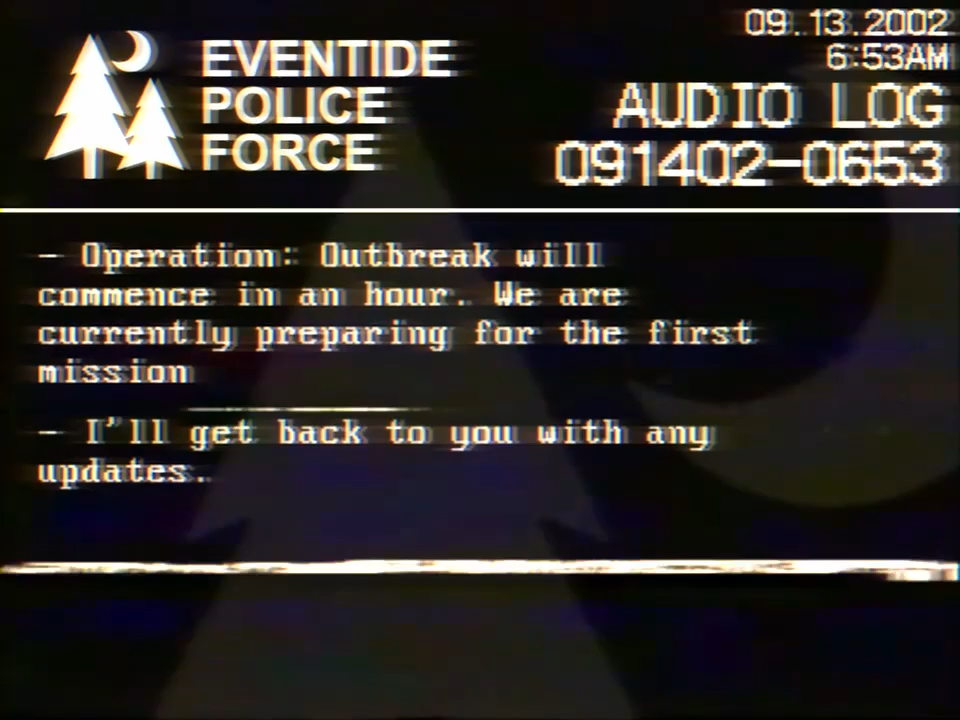 EVENTIDE
POLICE
FORCE
09.13.2002
6:53AM
AUDIO LOG
091402-0653
- Operation: Outbreak will
commence in an hour. We are
currently preparing for the first
mission
- I'll get back to you with any
updates..